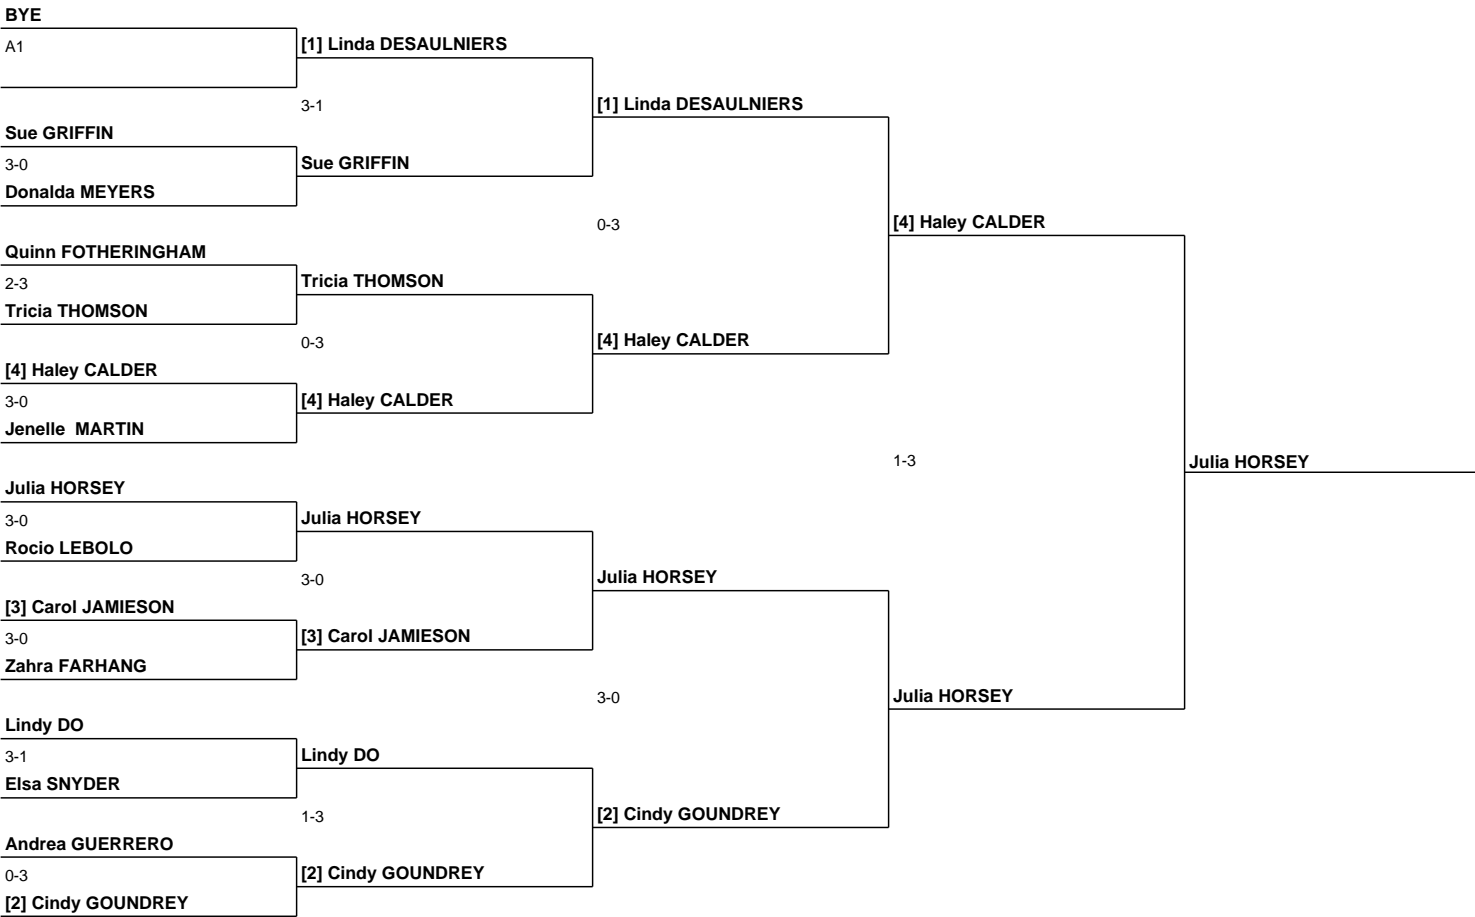 BYE
A1
[1] Linda DESAULNIERS
3-1
[1] Linda DESAULNIERS
Sue GRIFFIN
3-0
Sue GRIFFIN
Donalda MEYERS
0-3
[4] Haley CALDER
Quinn FOTHERINGHAM
2-3
Tricia THOMSON
Tricia THOMSON
0-3
[4] Haley CALDER
[4] Haley CALDER
3-0
[4] Haley CALDER
Jenelle  MARTIN
1-3
Julia HORSEY
Julia HORSEY
3-0
Julia HORSEY
Rocio LEBOLO
3-0
Julia HORSEY
[3] Carol JAMIESON
3-0
[3] Carol JAMIESON
Zahra FARHANG
3-0
Julia HORSEY
Lindy DO
3-1
Lindy DO
Elsa SNYDER
1-3
[2] Cindy GOUNDREY
Andrea GUERRERO
0-3
[2] Cindy GOUNDREY
[2] Cindy GOUNDREY